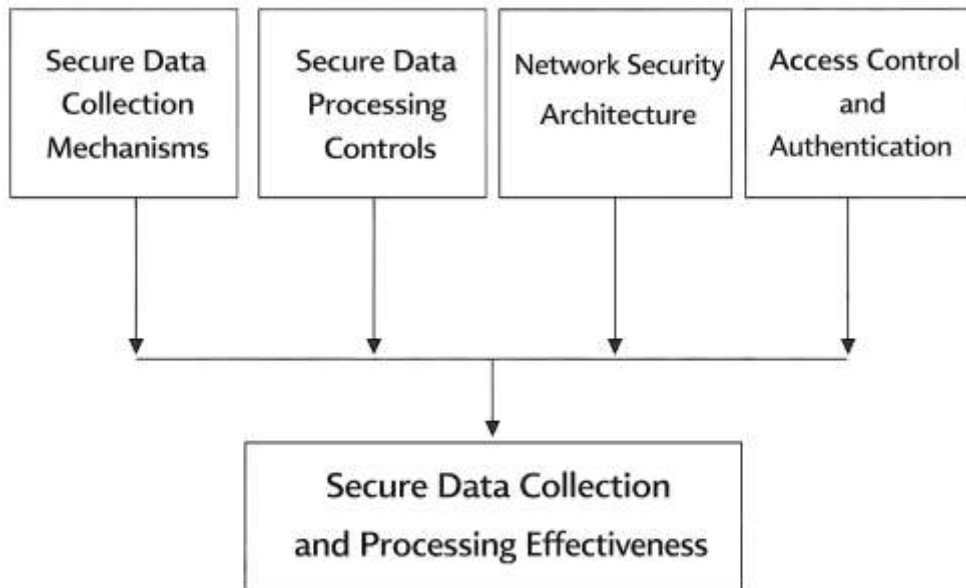 Secure Data
Collection
Mechanisms
Secure Data
Processing
Controls
Network Security
Architecture
Access Control
and
Authentication
Secure Data Collection
and Processing Effectiveness